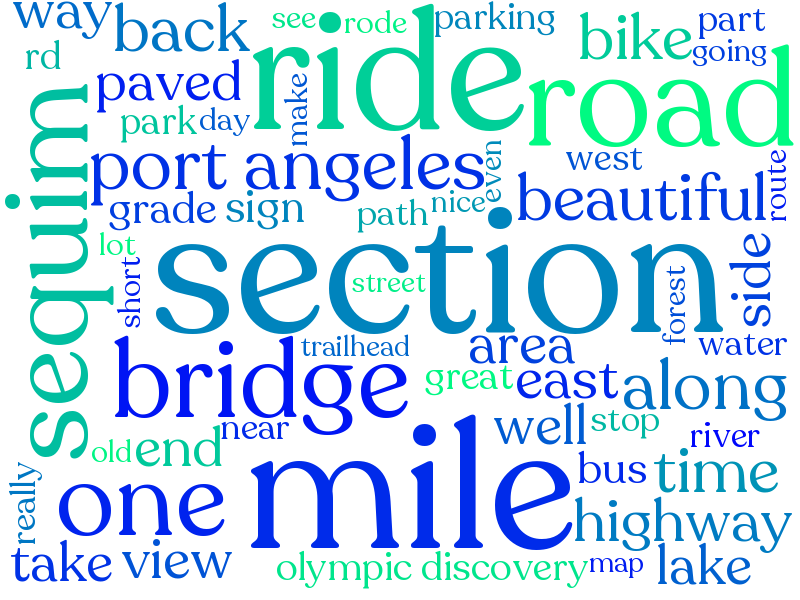 way
back
see
rode
parking
part
going
rd
ride
bike
paved
road
park
day
make
sequim
port angeles
even
west
route
beautiful
grade
sign
path
nice
lot
section
short
street
side
forest
bridge
trailhead
area
water
great
east
along
near
well
stop
river
old
end
mile
one
bus
time
really
highway
take
view
olympic discovery
map
lake